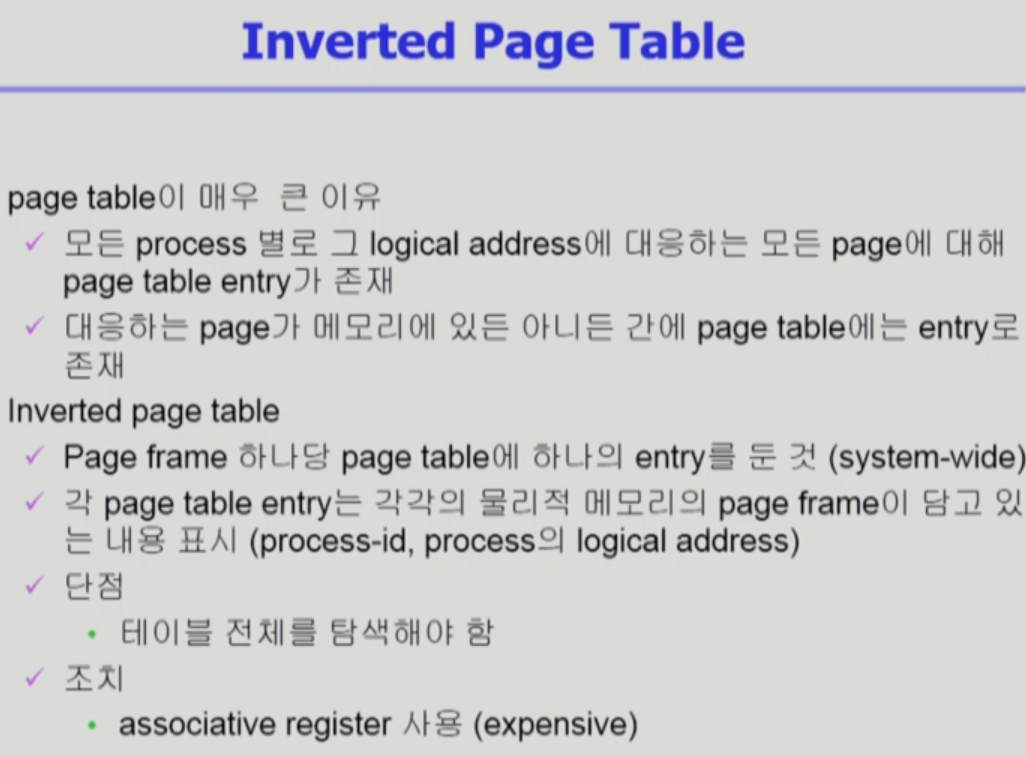 Inverted Page Table
page table이 매우 큰 이유
✓ 모든 process 별로 그 logical address에 대응하는 모든 page에 대해
page table entry가 존재
✓ 대응하는 page가 메모리에 있든 아니든 간에 page table에는 entry로
존재
Inverted page table
✓ Page frame 하나당 page table에 하나의 entry를 둔 것 (system-wide)
✓ 각 page table entry는 각각의 물리적 메모리의 page frame이 담고 있
는 내용 표시 (process-id, process의 logical address)
✓ 단점
• 테이블 전체를 탐색해야 함
✓ 조치
• associative register 사용 (expensive)